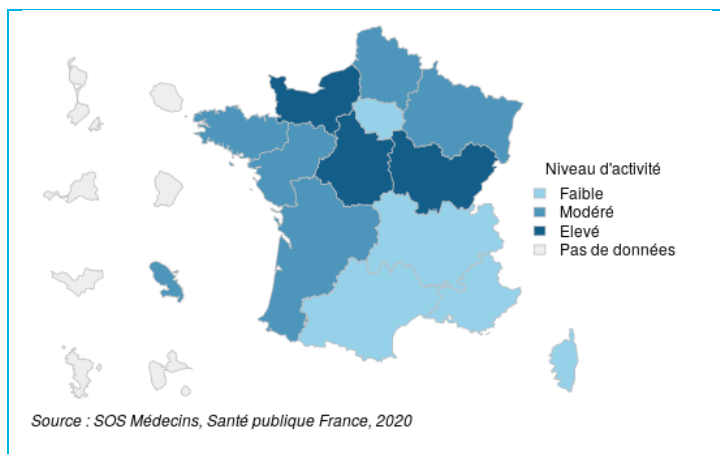 Niveau d'activité
Faible
Modéré
Elevé
Pas de données
Source : SOS Médecins, Santé publique France, 2020